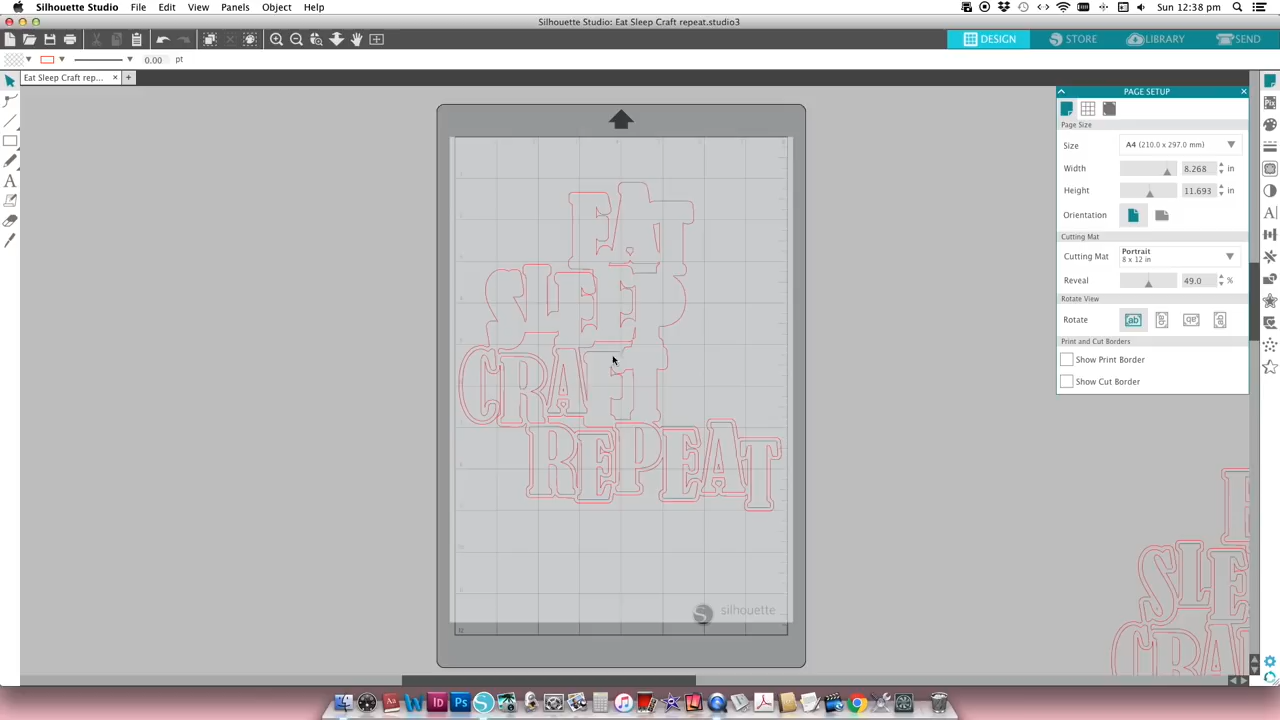 Silhouette Studio File Edit View Panels Object Help Sun 12:38 pm
Silhouette Studio: Eat Sleep Craft repeat.studio3
DESIGN STORE LIBRARY SEND
0.00 pt
Eat Sleep Craft rep... × +
PAGE SETUP
Page Size
Size A4 (210.0 x 297.0 mm)
Width 8.268 in
Height 11.693 in
Orientation
Cutting Mat
Cutting Mat Portrait
8 x 12 in
Reveal 49.0 %
Rotate View
Rotate
Print and Cut Borders
Show Print Border
Show Cut Border
EAT
SLEEP
CRAFT
REPEAT
silhouette
SLE
CRA